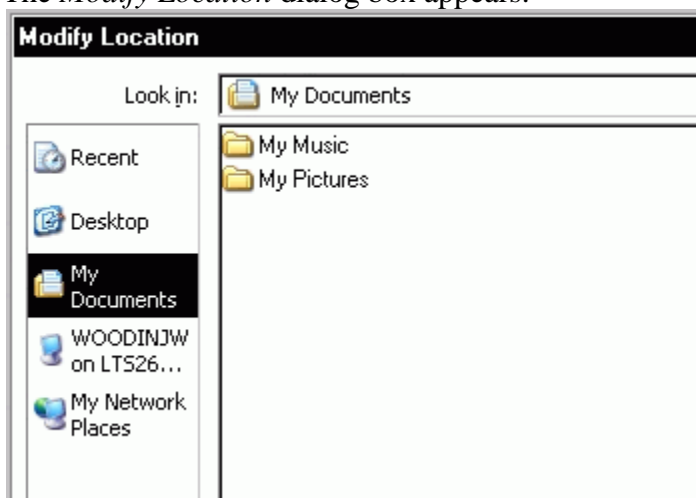 The Modify Location dialog box appears.
Modify Location
Look in:
My Documents
Recent
Desktop
My
Documents
WOODINJW
on LTS26...
My Network
Places
My Music
My Pictures